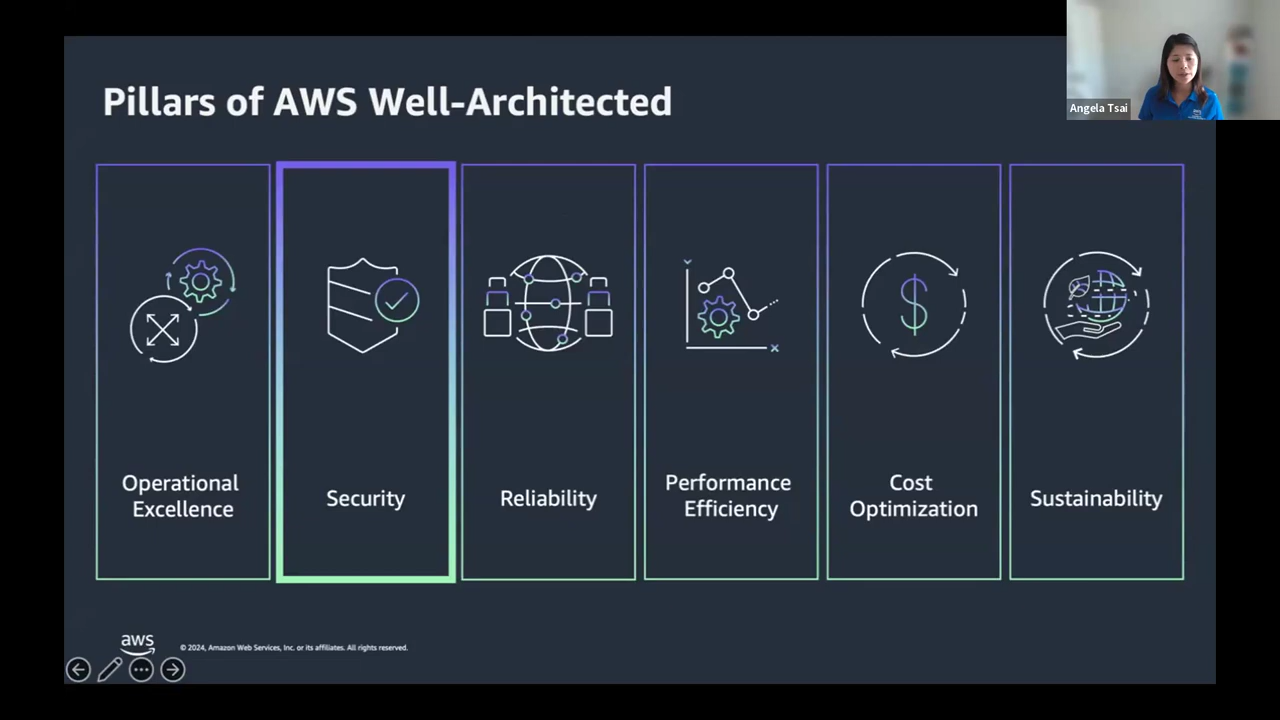 Pillars of AWS Well-Architected
Angela Tsai
Operational
Excellence
Security
Reliability
Performance
Efficiency
Cost
Optimization
Sustainability
aws
© 2024, Amazon Web Services, Inc. or its affiliates. All rights reserved.